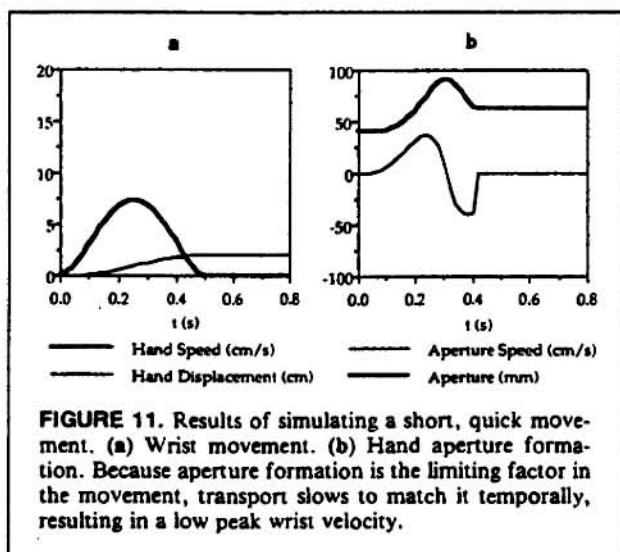 a
b
20
15
10
5
0
0.0 0.2 0.4 0.6 0.8
t (s)
100
50
0
-50
-100
0.0 0.2 0.4 0.6 0.8
t (s)
Hand Speed (cm/s)
Hand Displacement (cm)
Aperture Speed (cm/s)
Aperture (mm)
FIGURE 11. Results of simulating a short, quick move-
ment. (a) Wrist movement. (b) Hand aperture forma-
tion. Because aperture formation is the limiting factor in
the movement, transport slows to match it temporally,
resulting in a low peak wrist velocity.